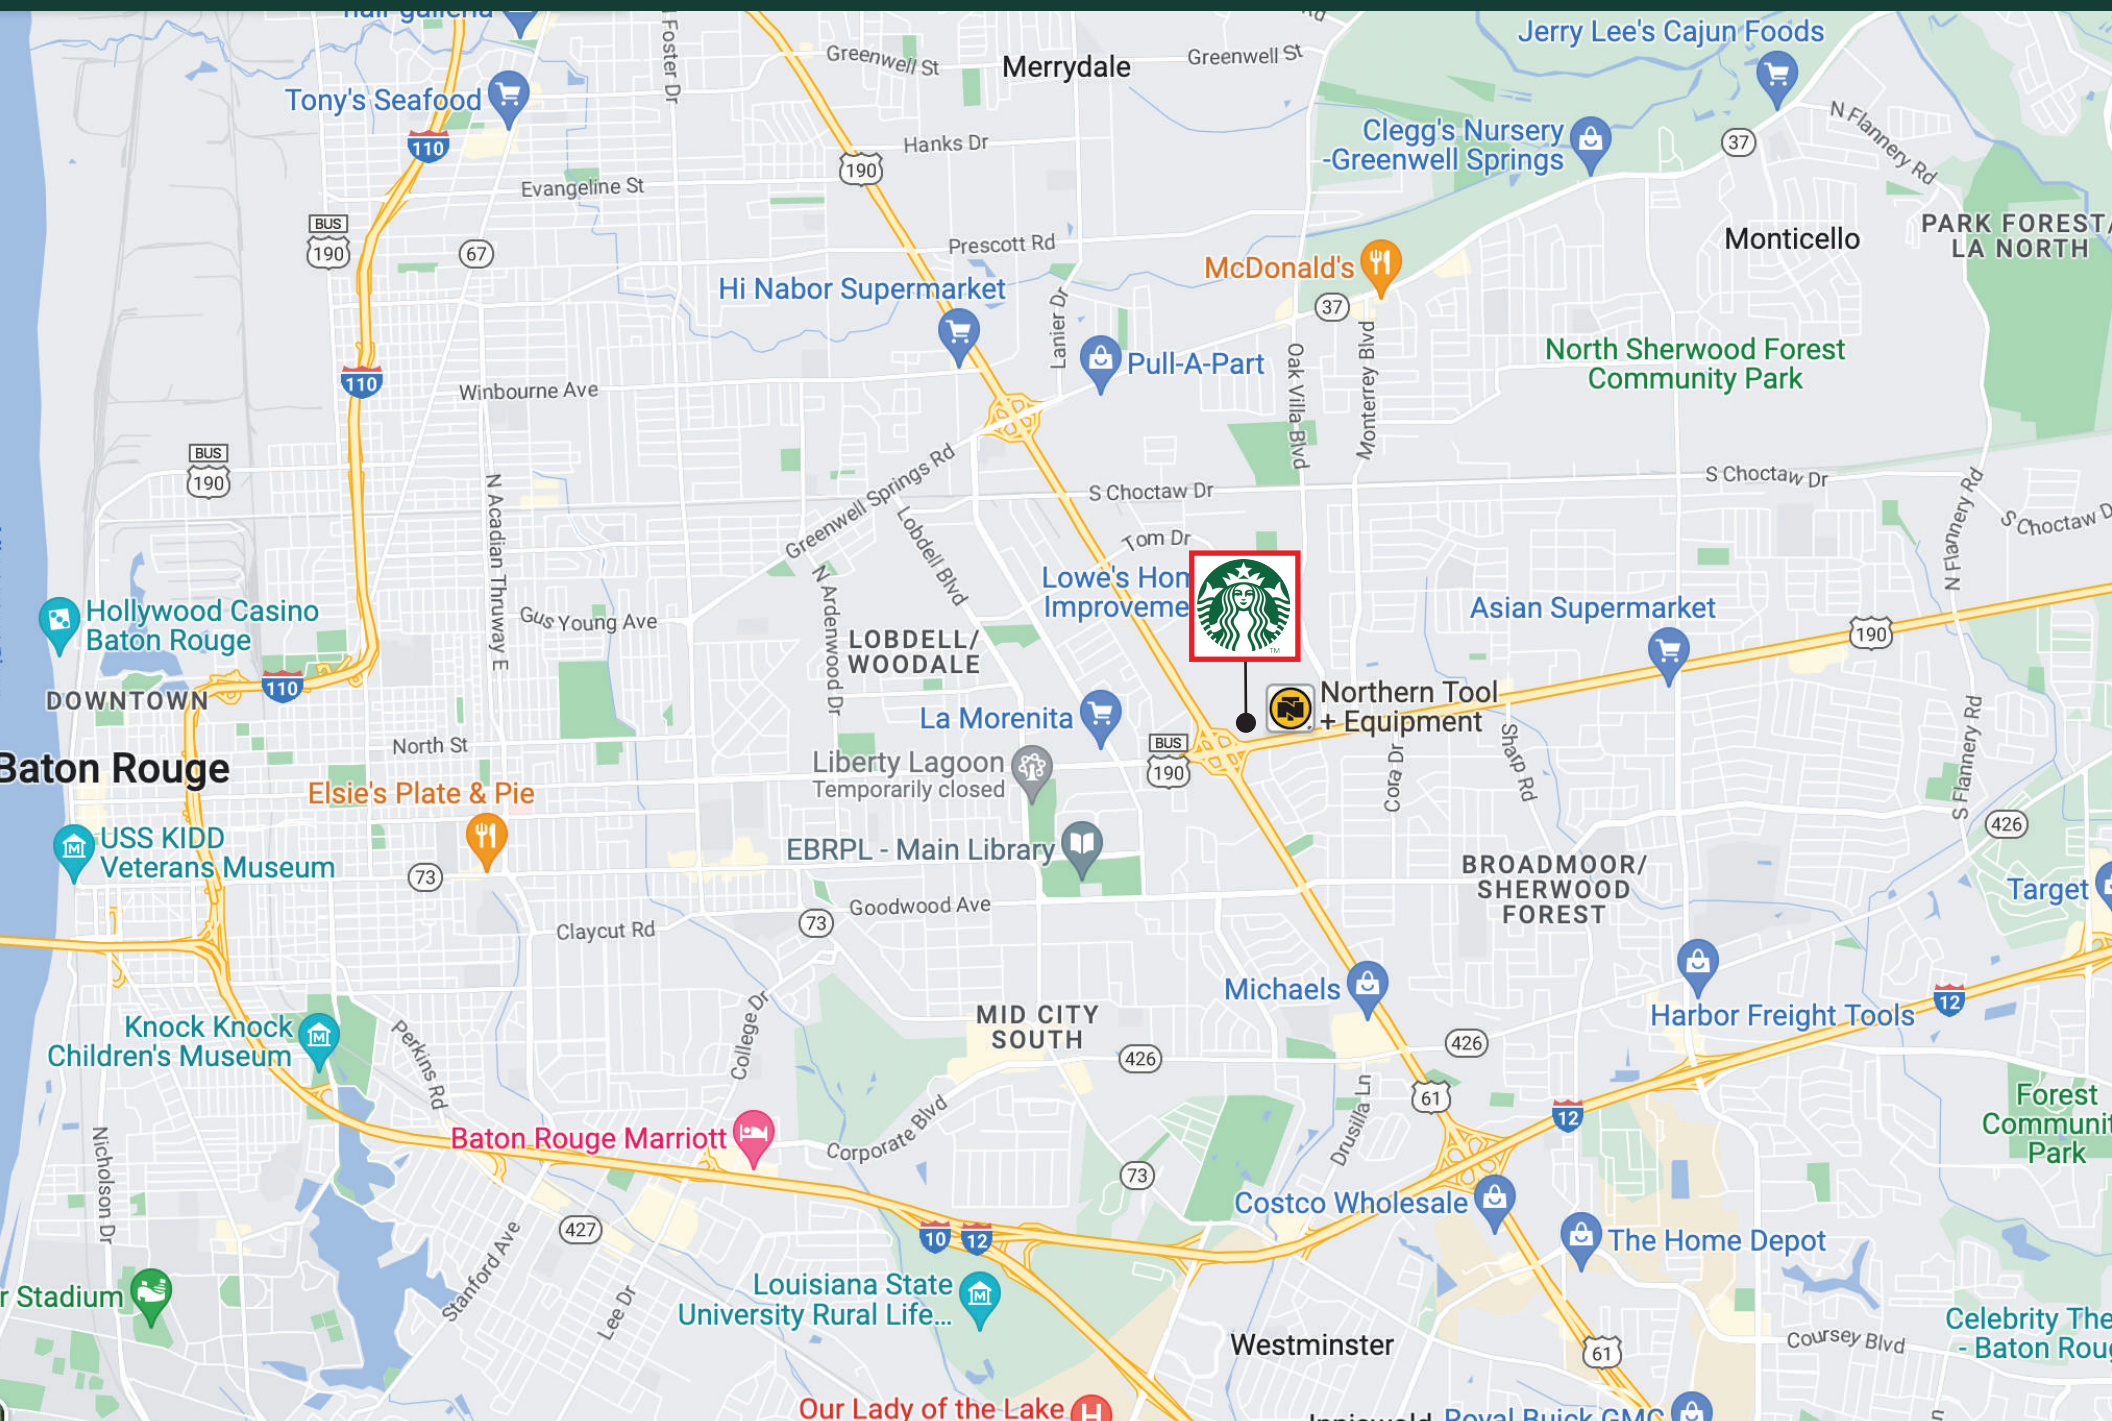 Greenwell St
Merrydale
Greenwell St
Jerry Lee's Cajun Foods
Foster Dr
Tony's Seafood
110
190
Hanks Dr
Clegg's Nursery
-Greenwell Springs
37
N Flannery Rd
Evangeline St
BUS
190
67
Prescott Rd
Monticello
PARK FOREST/
LA NORTH
McDonald's
37
Hi Nabor Supermarket
Lanier Dr
Pull-A-Part
Oak Villa Blvd
Monterrey Blvd
North Sherwood Forest
Community Park
110
Winbourne Ave
BUS
190
N Acadian Thruway E
Greenwell Springs Rd
S Choctaw Dr
S Choctaw Dr
N Flannery Rd
S Choctaw D
Lobdell Blvd
Tom Dr
Lowe's Hom
Improveme
TM
Asian Supermarket
190
Hollywood Casino
Baton Rouge
Gus Young Ave
N Ardenwood Dr
LOBDELL/
WOODALE
110
DOWNTOWN
La Morenita
Northern Tool
+ Equipment
Baton Rouge
North St
Liberty Lagoon
Temporarily closed
BUS
190
Cora Dr
Sharp Rd
S Flannery Rd
426
Elsie's Plate & Pie
USS KIDD
Veterans Museum
73
EBRPL - Main Library
BROADMOOR/
SHERWOOD
FOREST
Target
Claycut Rd
73
Goodwood Ave
Michaels
Harbor Freight Tools
12
Knock Knock
Children's Museum
Perkins Rd
College Dr
MID CITY
SOUTH
426
426
61
12
Forest
Communit
Park
Drusilla Ln
Nicholson Dr
Baton Rouge Marriott
Corporate Blvd
73
Costco Wholesale
The Home Depot
427
10
12
Stanford Ave
Lee Dr
r Stadium
Louisiana State
University Rural Life...
Westminster
61
Coursey Blvd
Celebrity The
- Baton Roug
Our Lady of the Lake
H
Royal Buick GMC